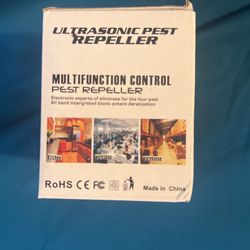 ULTRASONIC PEST
REPELLER
MULTIFUNCTION CONTROL
PEST REPELLER
Electronic experts of eliminate for the four pest
All band intergrated bionic potent deratization
Kitchen
workshop
warehouse
RoHS CE
Made in China